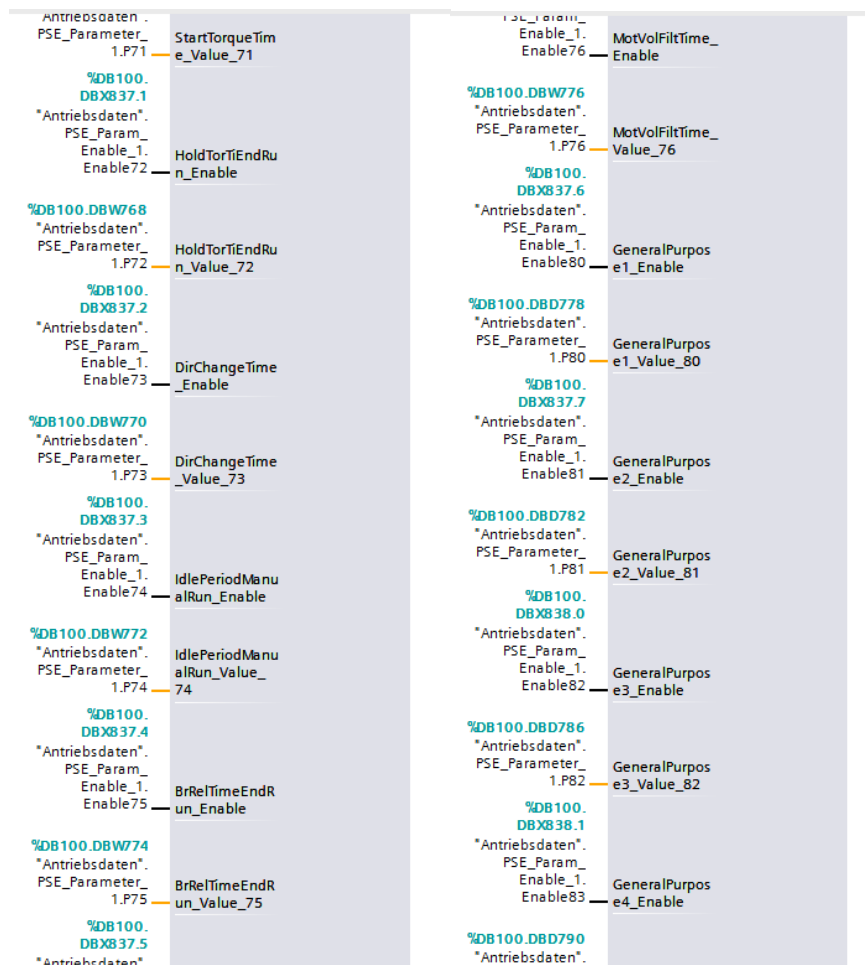 Antriebsdaten".
PSE_Parameter_
1.P71
StartTorqueTim
e_Value_71
%DB100.
DBX837.1
"Antriebsdaten".
PSE_Param_
Enable_1.
Enable72
HoldTorTiEndRu
n_Enable
%DB100.DBW768
"Antriebsdaten".
PSE_Parameter_
1.P72
HoldTorTiEndRu
n_Value_72
%DB100.
DBX837.2
"Antriebsdaten".
PSE_Param_
Enable_1.
Enable73
DirChangeTime
_Enable
%DB100.DBW770
"Antriebsdaten".
PSE_Parameter_
1.P73
DirChangeTime
_Value_73
%DB100.
DBX837.3
"Antriebsdaten".
PSE_Param_
Enable_1.
Enable74
IdlePeriodManu
alRun_Enable
%DB100.DBW772
"Antriebsdaten".
PSE_Parameter_
1.P74
IdlePeriodManu
alRun_Value_
74
%DB100.
DBX837.4
"Antriebsdaten".
PSE_Param_
Enable_1.
Enable75
BrRelTimeEndR
un_Enable
%DB100.DBW774
"Antriebsdaten".
PSE_Parameter_
1.P75
BrRelTimeEndR
un_Value_75
%DB100.
DBX837.5
"Antriebsdaten".
PSE_Param_
Enable_1.
Enable76
MotVolFiltTime_
Enable
%DB100.DBW776
"Antriebsdaten".
PSE_Parameter_
1.P76
MotVolFiltTime_
Value_76
%DB100.
DBX837.6
"Antriebsdaten".
PSE_Param_
Enable_1.
Enable80
GeneralPurpos
e1_Enable
%DB100.DBD778
"Antriebsdaten".
PSE_Parameter_
1.P80
GeneralPurpos
e1_Value_80
%DB100.
DBX837.7
"Antriebsdaten".
PSE_Param_
Enable_1.
Enable81
GeneralPurpos
e2_Enable
%DB100.DBD782
"Antriebsdaten".
PSE_Parameter_
1.P81
GeneralPurpos
e2_Value_81
%DB100.
DBX838.0
"Antriebsdaten".
PSE_Param_
Enable_1.
Enable82
GeneralPurpos
e3_Enable
%DB100.DBD786
"Antriebsdaten".
PSE_Parameter_
1.P82
GeneralPurpos
e3_Value_82
%DB100.
DBX838.1
"Antriebsdaten".
PSE_Param_
Enable_1.
Enable83
GeneralPurpos
e4_Enable
%DB100.DBD790
"Antriebsdaten".